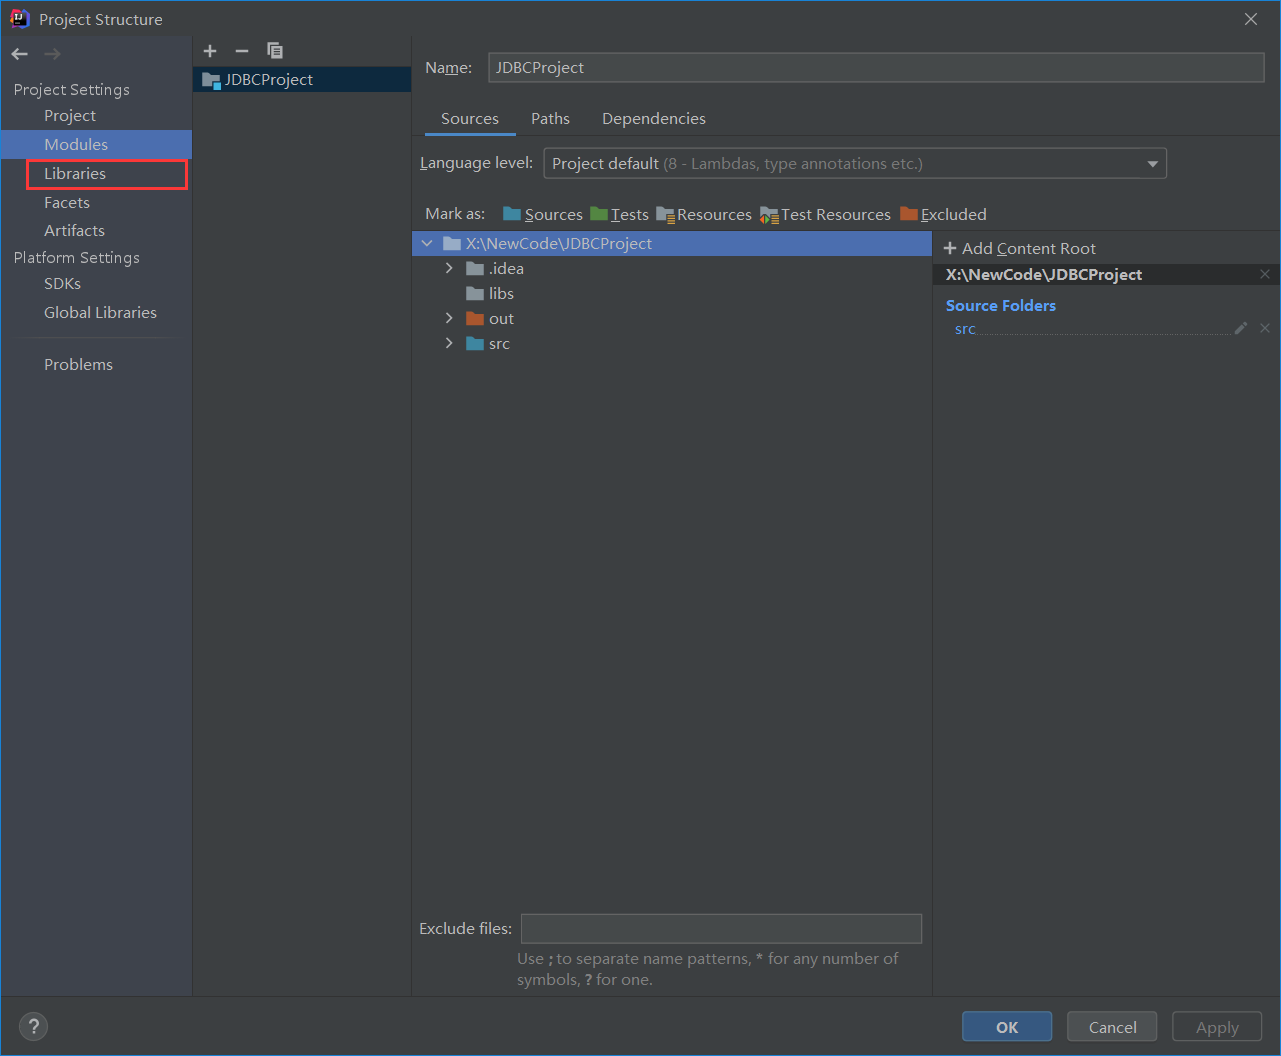 Project Structure
Project Settings
Project
Modules
Libraries
Facets
Artifacts
Platform Settings
SDKs
Global Libraries
Problems
JDBCProject
Name: JDBCProject
Sources Paths Dependencies
Language level: Project default (8 - Lambdas, type annotations etc.)
Mark as: Sources Tests Resources Test Resources Excluded
X:\NewCode\JDBCProject
.idea
libs
out
src
Add Content Root
X:\NewCode\JDBCProject
Source Folders
src
Exclude files:
Use ; to separate name patterns, * for any number of
symbols, ? for one.
? OK Cancel Apply